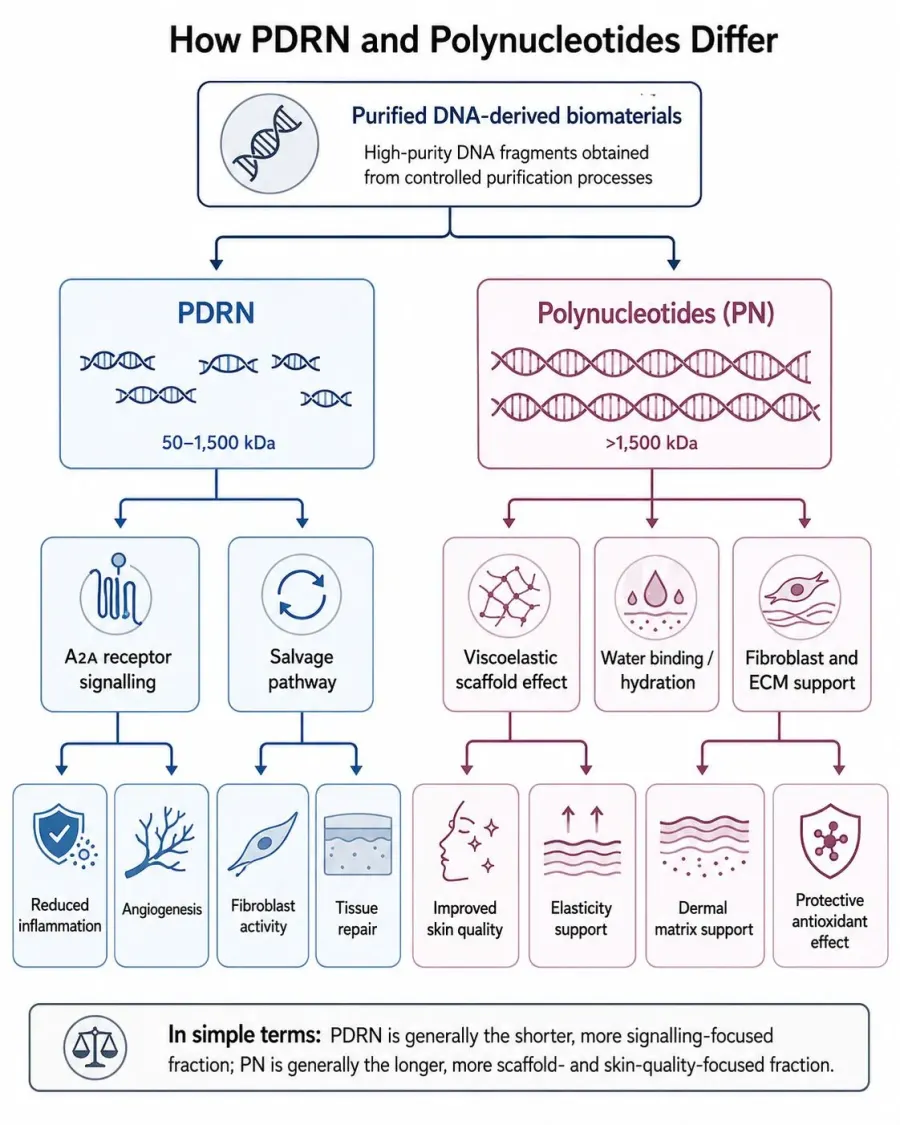 How PDRN and Polynucleotides Differ
Purified DNA-derived biomaterials
High-purity DNA fragments obtained
from controlled purification processes
PDRN
50–1,500 kDa
Polynucleotides (PN)
>1,500 kDa
A2A receptor
signalling
Salvage
pathway
Viscoelastic
scaffold effect
Water binding /
hydration
Fibroblast and
ECM support
Reduced
inflammation
Angiogenesis
Fibroblast
activity
Tissue
repair
Improved
skin quality
Elasticity
support
Dermal
matrix support
Protective
antioxidant
effect
In simple terms: PDRN is generally the shorter, more signalling-focused
fraction; PN is generally the longer, more scaffold- and skin-quality-focused fraction.